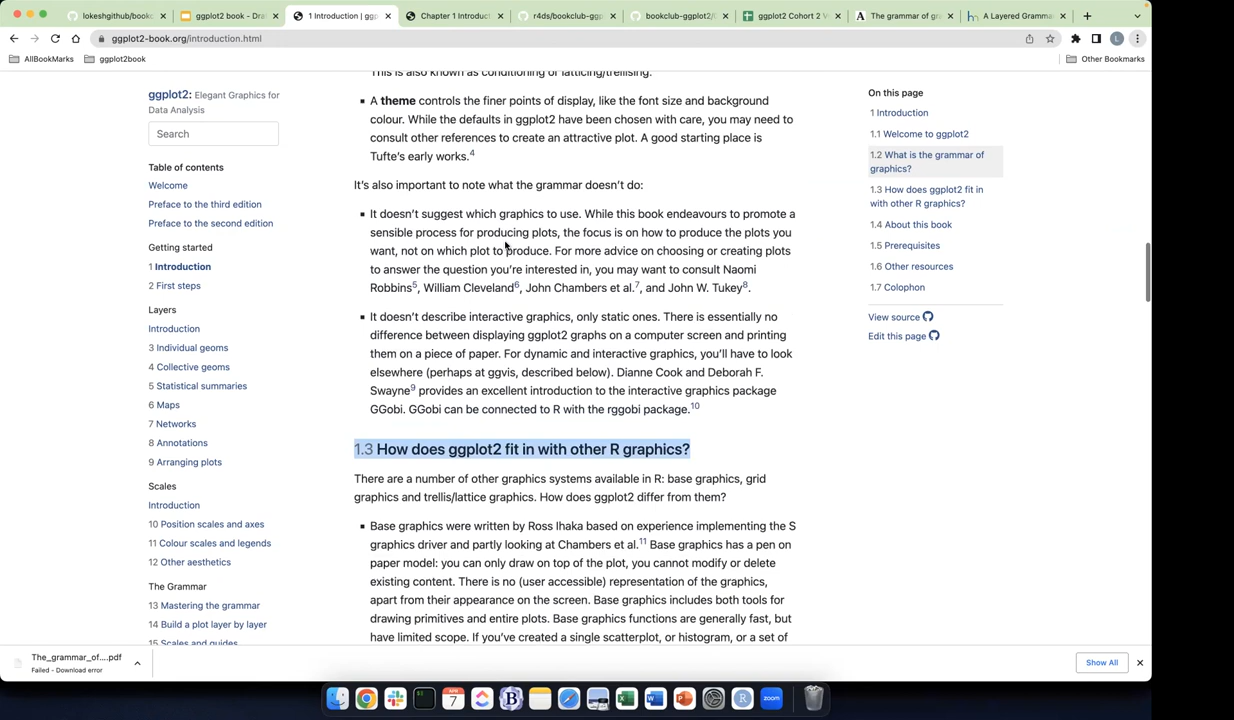 lokeshgithub/book
ggplot2 book - Dra
1 Introduction | ggp
Chapter 1 Introduct
r4ds/bookclub-ggp
bookclub-ggplot2/
ggplot2 Cohort 2 V
The grammar of gr
A Layered Gramma
ggplot2-book.org/introduction.html
L
AllBookMarks
ggplot2book
Other Bookmarks
ggplot2: Elegant Graphics for
Data Analysis
Search
Table of contents
Welcome
Preface to the third edition
Preface to the second edition
Getting started
1 Introduction
2 First steps
Layers
Introduction
3 Individual geoms
4 Collective geoms
5 Statistical summaries
6 Maps
7 Networks
8 Annotations
9 Arranging plots
Scales
Introduction
10 Position scales and axes
11 Colour scales and legends
12 Other aesthetics
The Grammar
13 Mastering the grammar
14 Build a plot layer by layer
15 Scales and guides
This is also known as conditioning or latticing/trellising.
▪ A theme controls the finer points of display, like the font size and background
colour. While the defaults in ggplot2 have been chosen with care, you may need to
consult other references to create an attractive plot. A good starting place is
Tufte's early works.4
It's also important to note what the grammar doesn't do:
▪ It doesn't suggest which graphics to use. While this book endeavours to promote a
sensible process for producing plots, the focus is on how to produce the plots you
want, not on which plot to produce. For more advice on choosing or creating plots
to answer the question you're interested in, you may want to consult Naomi
Robbins5, William Cleveland6, John Chambers et al.7, and John W. Tukey8.
▪ It doesn't describe interactive graphics, only static ones. There is essentially no
difference between displaying ggplot2 graphs on a computer screen and printing
them on a piece of paper. For dynamic and interactive graphics, you'll have to look
elsewhere (perhaps at ggvis, described below). Dianne Cook and Deborah F.
Swayne9 provides an excellent introduction to the interactive graphics package
GGobi. GGobi can be connected to R with the rggobi package.10
1.3 How does ggplot2 fit in with other R graphics?
There are a number of other graphics systems available in R: base graphics, grid
graphics and trellis/lattice graphics. How does ggplot2 differ from them?
▪ Base graphics were written by Ross Ihaka based on experience implementing the S
graphics driver and partly looking at Chambers et al.11 Base graphics has a pen on
paper model: you can only draw on top of the plot, you cannot modify or delete
existing content. There is no (user accessible) representation of the graphics,
apart from their appearance on the screen. Base graphics includes both tools for
drawing primitives and entire plots. Base graphics functions are generally fast, but
have limited scope. If you've created a single scatterplot, or histogram, or a set of
On this page
1 Introduction
1.1 Welcome to ggplot2
1.2 What is the grammar of
graphics?
1.3 How does ggplot2 fit in
with other R graphics?
1.4 About this book
1.5 Prerequisites
1.6 Other resources
1.7 Colophon
View source
Edit this page
The_grammar_of....pdf
Failed - Download error
Show All
APR
7
B
R
zoom